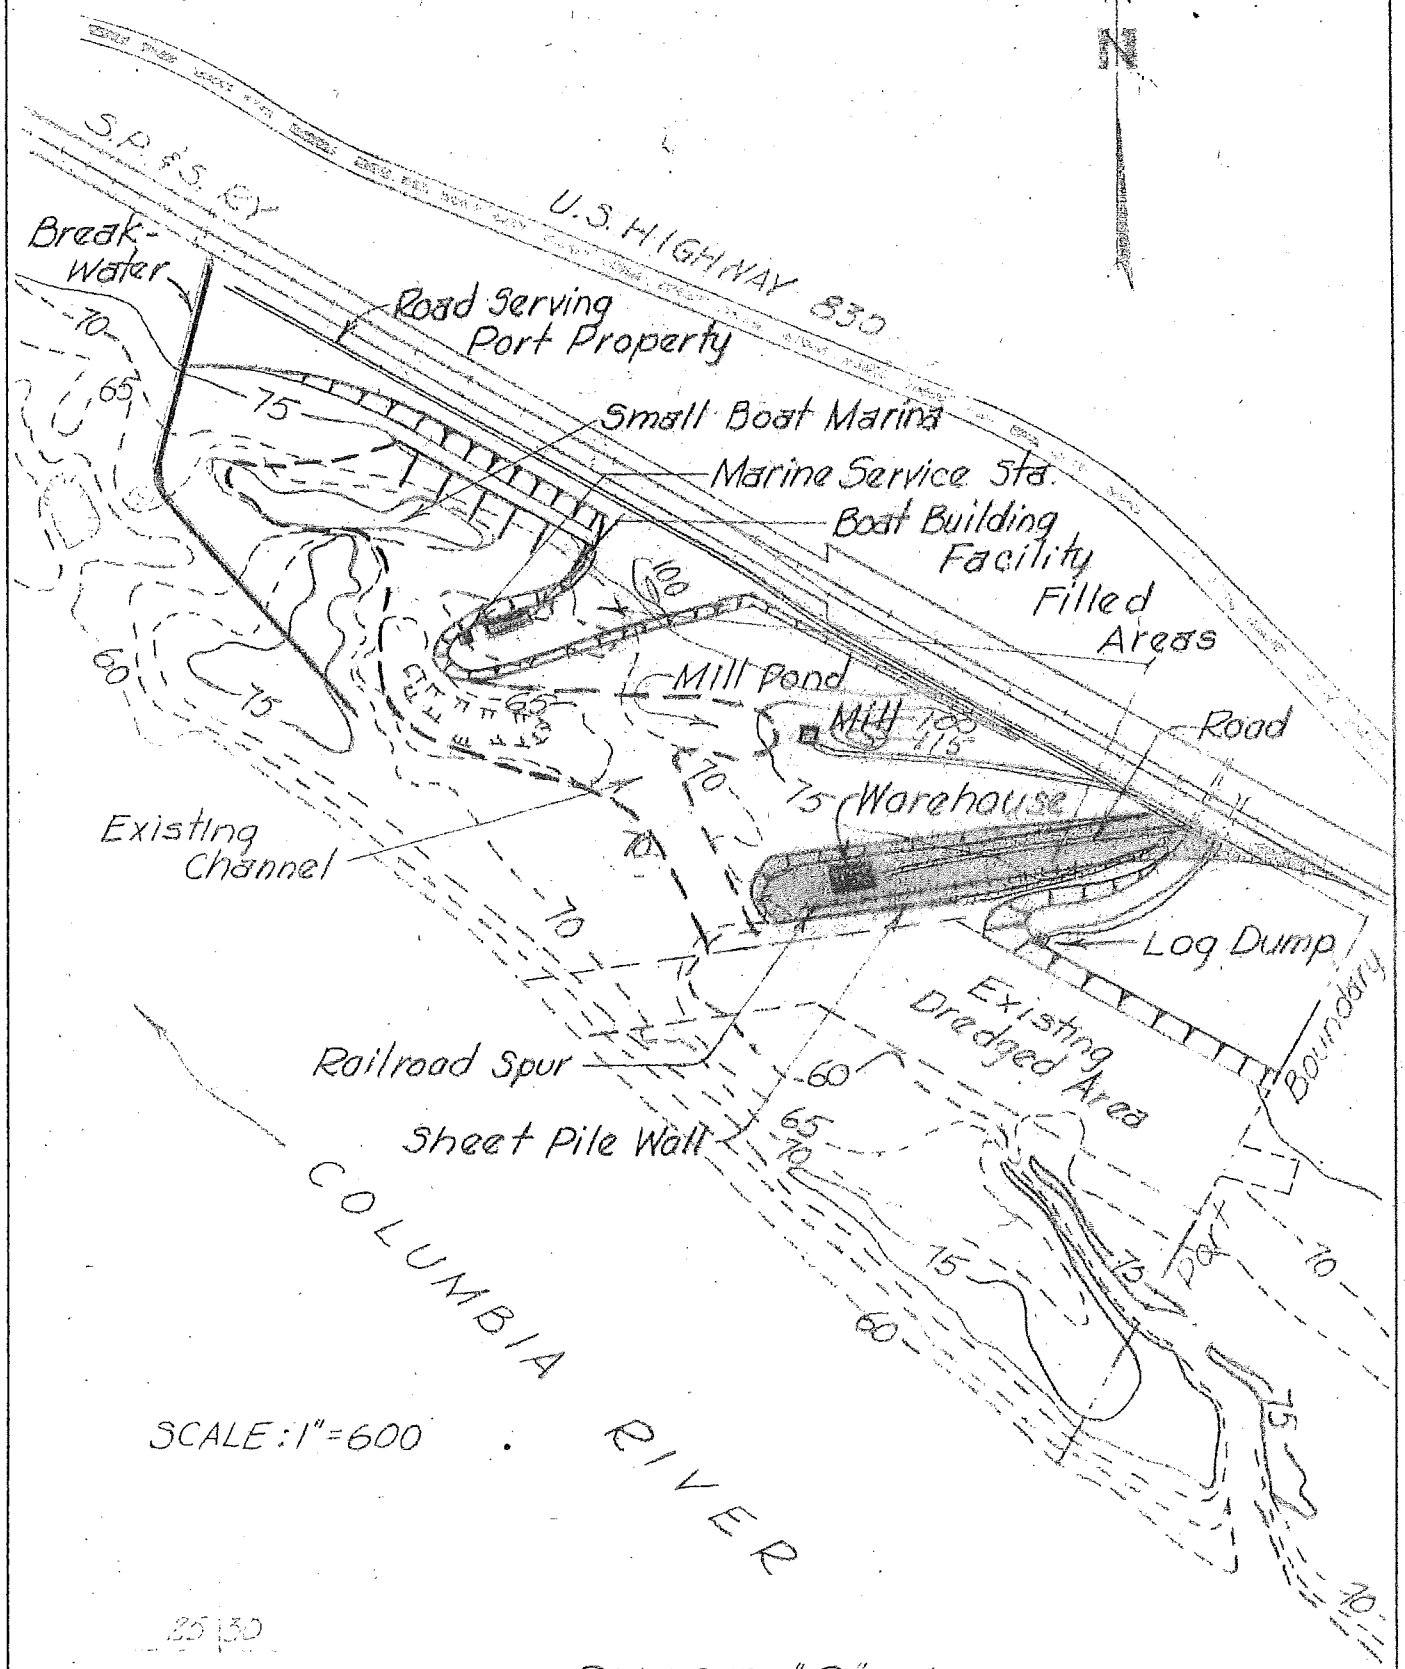 N
S.P. & S. RY
U.S. HIGHWAY 830
Break-
water
Road Serving
Port Property
70
65
75
Small Boat Marina
Marine Service Sta.
Boat Building
Facility
Filled
Areas
100
60
75
65
Mill Pond
Mill
Road
70
75
Warehouse
Existing
Channel
70
70
Log Dump
Existing
Dredged Area
Boundary
Port
Railroad Spur
60
Sheet Pile Wall
65
70
COLUMBIA RIVER
75
75
70
60
75
SCALE: 1"=600
70
25 30